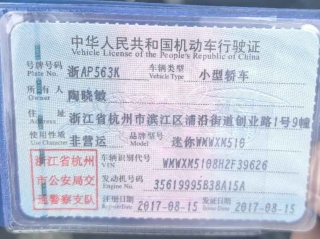 中华人民共和国机动车行驶证
Vehicle License of the People's Republic of China
号牌号码 浙AP563K 车辆类型 小型轿车
Plate No. Vehicle Type
所有人 陶晓敏
Owner
住址 浙江省杭州市滨江区浦沿街道创业路1号9幢
使用性质 非营运 品牌型号 迷你WMWXM510
浙江省杭州 车辆识别代号 WMWXM5108H2F39626
VIN
市公安局交 发动机号码 35619995B38A15A
Engine No.
通警察支队 注册日期 2017-08-15 发证日期 2017-08-15
Register Date Issue Date